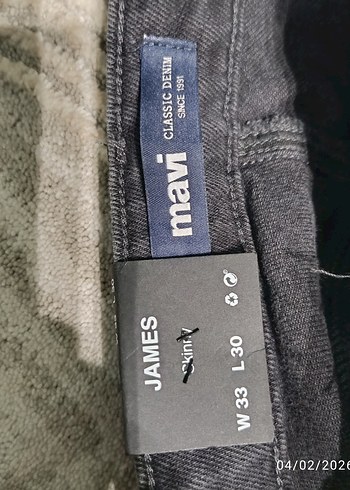 mavi
CLASSIC DENIM
SINCE 1991
JAMES
Skinny
W 33 L 30
04/02/2026